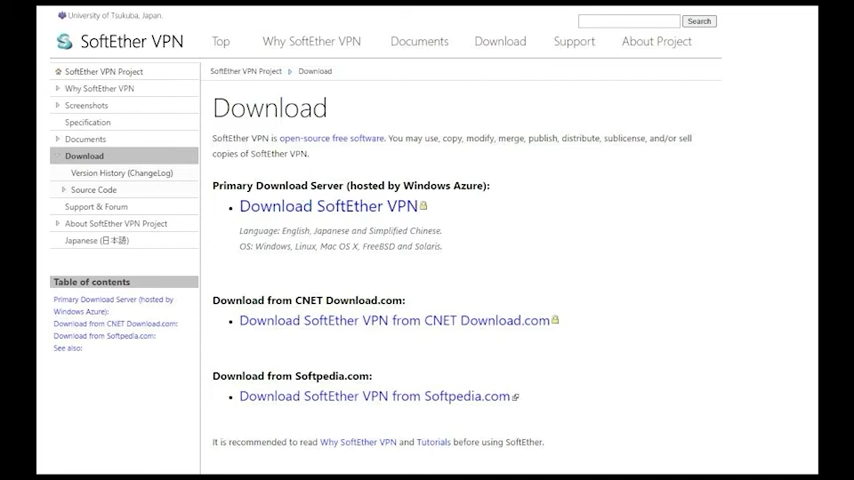 University of Tsukuba, Japan.
Search
SoftEther VPN
Top
Why SoftEther VPN
Documents
Download
Support
About Project
SoftEther VPN Project
Why SoftEther VPN
Screenshots
Specification
Documents
Download
Version History (ChangeLog)
Source Code
Support & Forum
About SoftEther VPN Project
Japanese (日本語)
Table of contents
Primary Download Server (hosted by
Windows Azure):
Download from CNET Download.com:
Download from Softpedia.com:
See also:
SoftEther VPN Project Download
Download
SoftEther VPN is open-source free software. You may use, copy, modify, merge, publish, distribute, sublicense, and/or sell
copies of SoftEther VPN.
Primary Download Server (hosted by Windows Azure):
Download SoftEther VPN
Language: English, Japanese and Simplified Chinese.
OS: Windows, Linux, Mac OS X, FreeBSD and Solaris.
Download from CNET Download.com:
Download SoftEther VPN from CNET Download.com
Download from Softpedia.com:
Download SoftEther VPN from Softpedia.com
It is recommended to read Why SoftEther VPN and Tutorials before using SoftEther.